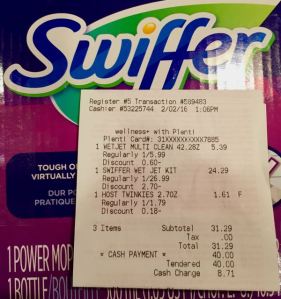 Swiffer
Register #5 Transaction #589483
Cashier #53225744 2/02/16 1:06PM
wellness+ with Plenti
Plenti Card#: 31XXXXXXXXXX7885
1 WETJET MULTI CLEAN 42.28Z 5.39
Regularly 1/5.99
Discount 0.60-
1 SWIFFER WET JET KIT 24.29
Regularly 1/26.99
Discount 2.70-
1 HOST TWINKIES 2.70Z 1.61 F
Regularly 1/1.79
Discount 0.18-
3 Items Subtotal 31.29
Tax .00
Total 31.29
* CASH PAYMENT * 40.00
Tendered 40.00
Cash Change 8.71
TOUGH O
VIRTUALLY
DUR PO
PRATIQUE
1 POWER MOP
1 BOTTLE/BO